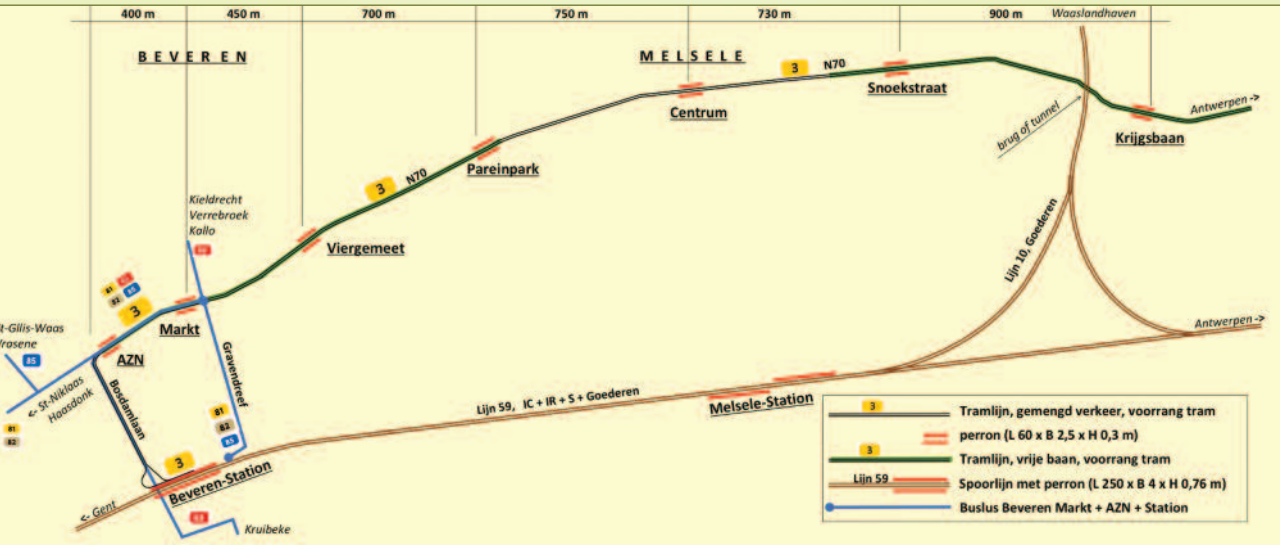 400 m
450 m
700 m
750 m
730 m
900 m
Waaslandhaven
BEVEREN
MELSELE
3
N70
Snoekstraat
Centrum
Antwerpen ->
brug of tunnel
Krijgsbaan
Pareinpark
3
N70
Kieldrecht
Verrebroek
Kallo
Viergemeet
Lijn 10, Goederen
81
82
85
3
Markt
t-Gllis-Waas
rasene
85
AZN
<- St-Niklaas
Haasdonk
81
82
Bosdamlaan
Gravendreef
81
82
85
3
Beveren-Station
<- Gent
Kruibeke
Lijn 59, IC + IR + S + Goederen
Melsele-Station
Antwerpen ->
3 Tramlijn, gemengd verkeer, voorrang tram
perron (L 60 x B 2,5 x H 0,3 m)
3 Tramlijn, vrije baan, voorrang tram
Lijn 59 Spoorlijn met perron (L 250 x B 4 x H 0,76 m)
Buslus Beveren Markt + AZN + Station